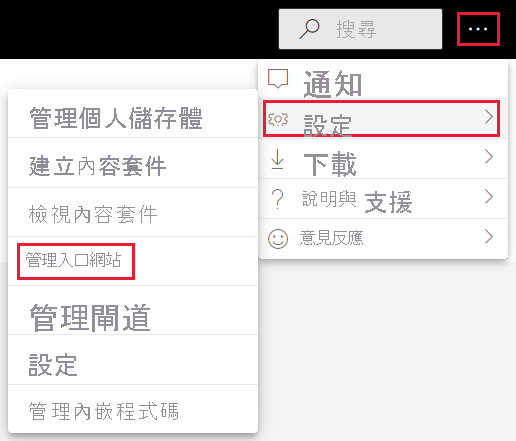 搜尋
通知
設定
下載
說明與 支援
意見反應
管理個人儲存體
建立內容套件
檢視內容套件
管理入口網站
管理閘道
設定
管理內嵌程式碼